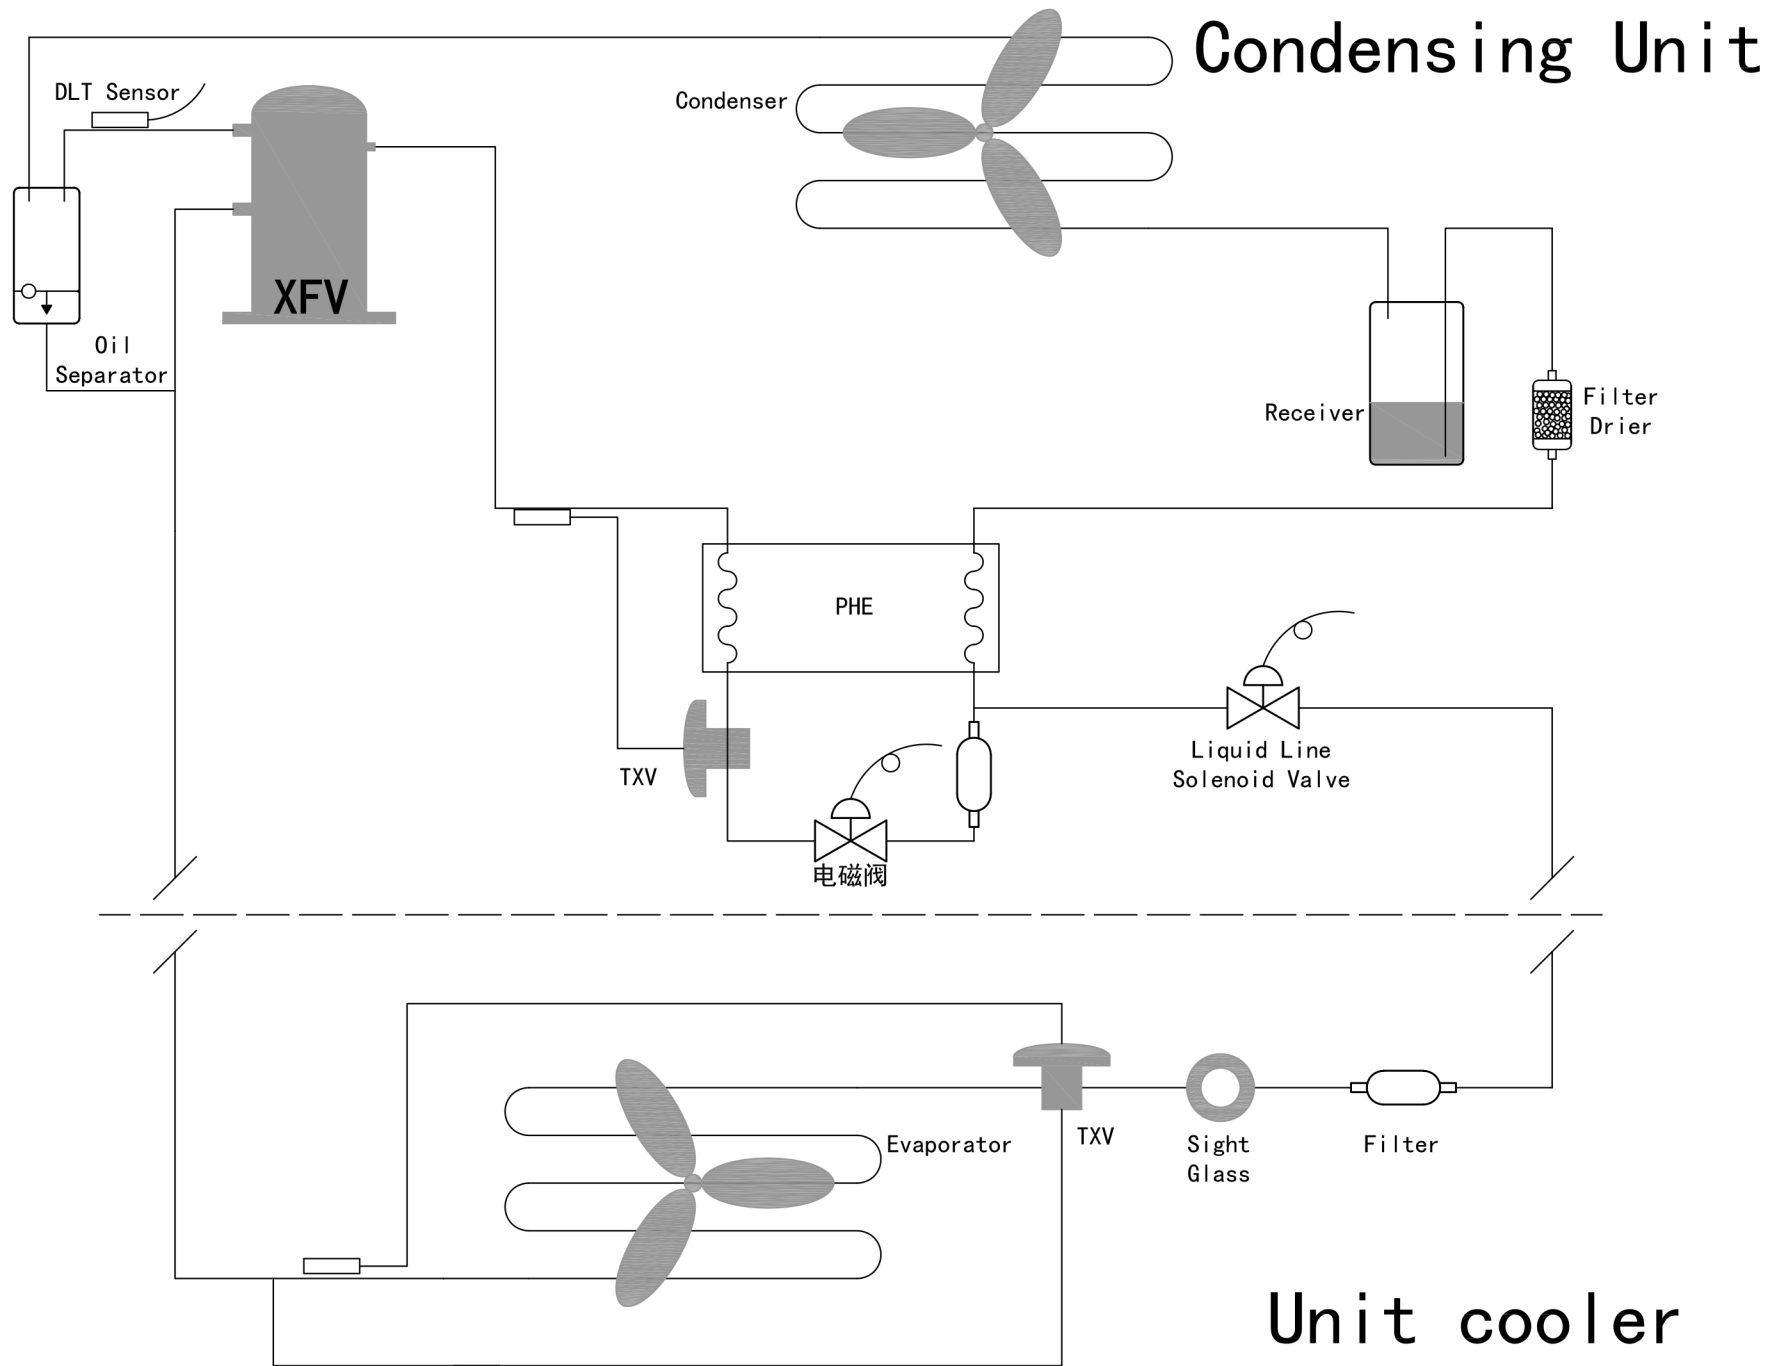 Condensing Unit
DLT Sensor
Condenser
XFV
Oil
Separator
Receiver
Filter
Drier
PHE
TXV
Liquid Line
Solenoid Valve
电磁阀
Evaporator
TXV
Sight
Glass
Filter
Unit cooler